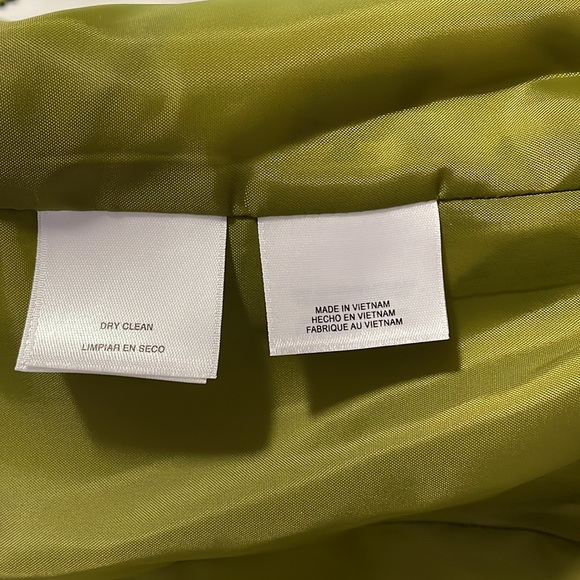 DRY CLEAN
LIMPIAR EN SECO
MADE IN VIETNAM
HECHO EN VIETNAM
FABRIQUE AU VIETNAM